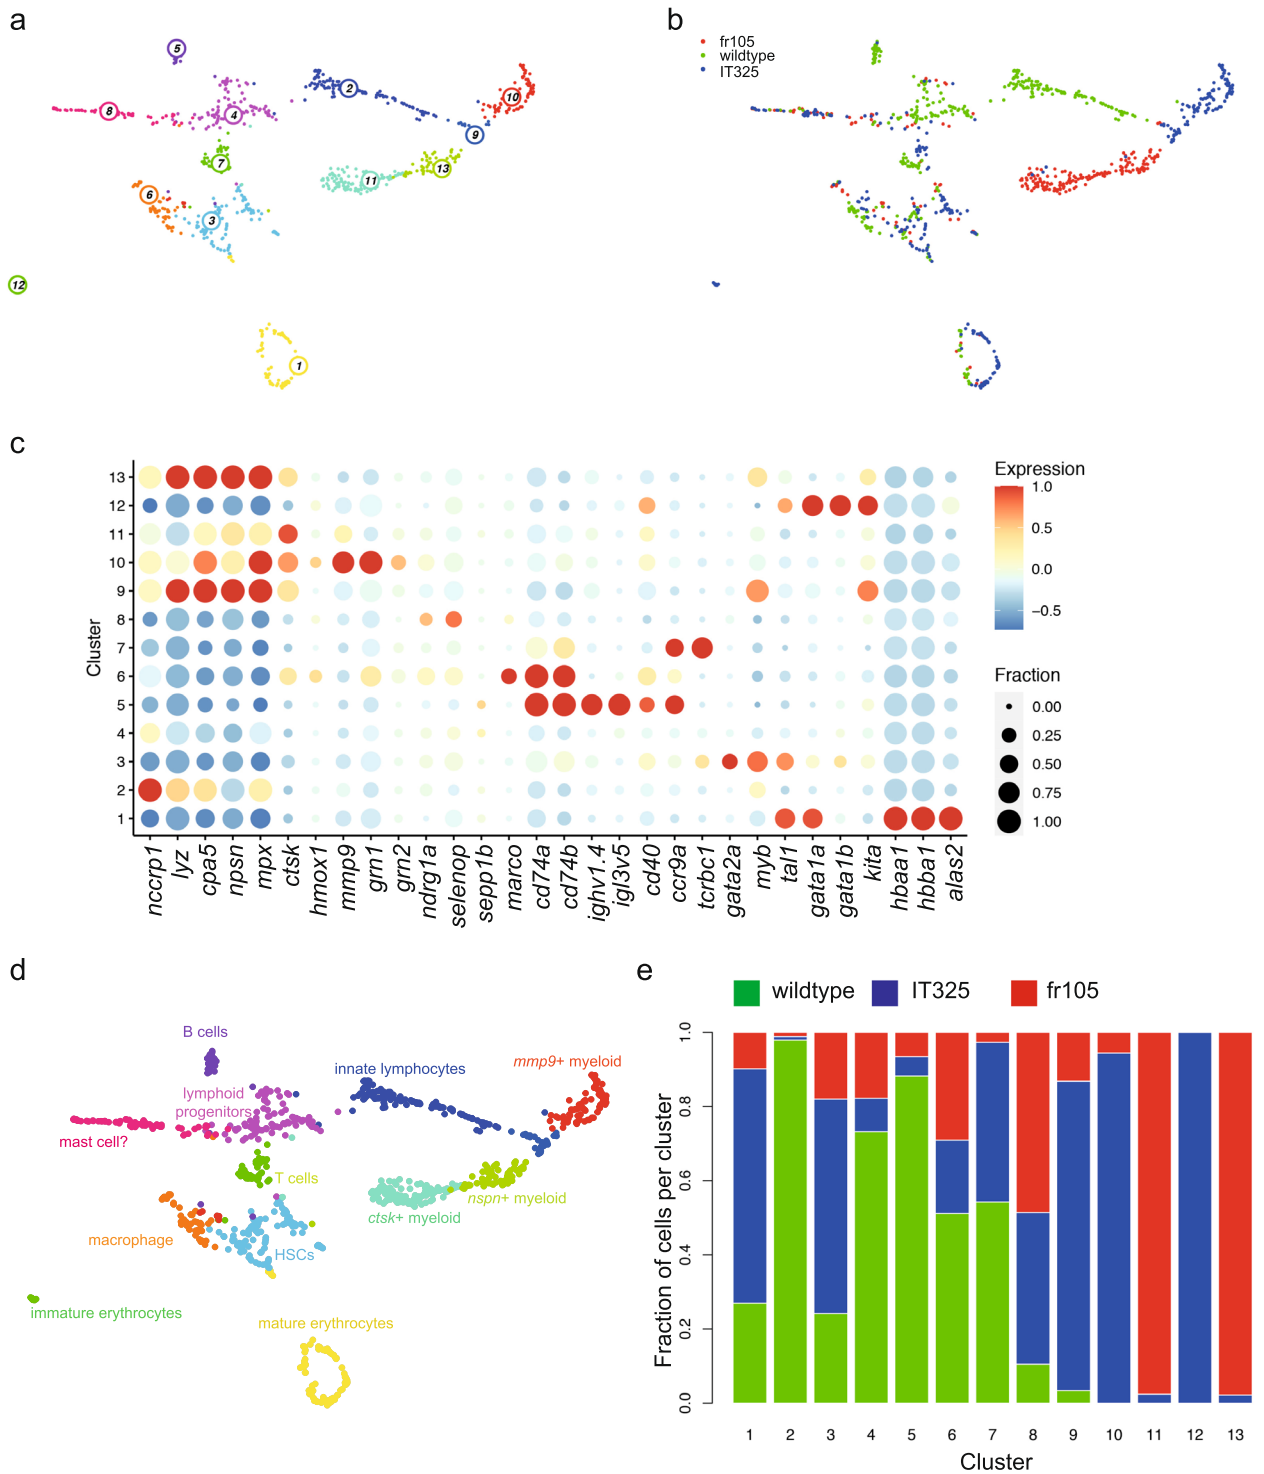 a
5
2
8
4
10
9
7
13
11
6
3
12
1
b
fr105
wildtype
IT325
c
Cluster
13
12
11
10
9
8
7
6
5
4
3
2
1
nccrp1
lyz
cpa5
npsn
mpx
ctsk
hmox1
mmp9
grn1
grn2
ndrg1a
selenop
sepp1b
marco
cd74a
cd74b
ighv1.4
igl3v5
cd40
ccr9a
tcrbc1
gata2a
myb
tal1
gata1a
gata1b
kita
hbaa1
hbba1
alas2
Expression
1.0
0.5
0.0
−0.5
Fraction
0.00
0.25
0.50
0.75
1.00
d
B cells
lymphoid
progenitors
mast cell?
innate lymphocytes
mmp9+ myeloid
T cells
nspn+ myeloid
ctsk+ myeloid
macrophage
HSCs
immature erythrocytes
mature erythrocytes
e
wildtype IT325 fr105
Fraction of cells per cluster
1.0
0.8
0.6
0.4
0.2
0.0
1 2 3 4 5 6 7 8 9 10 11 12 13
Cluster